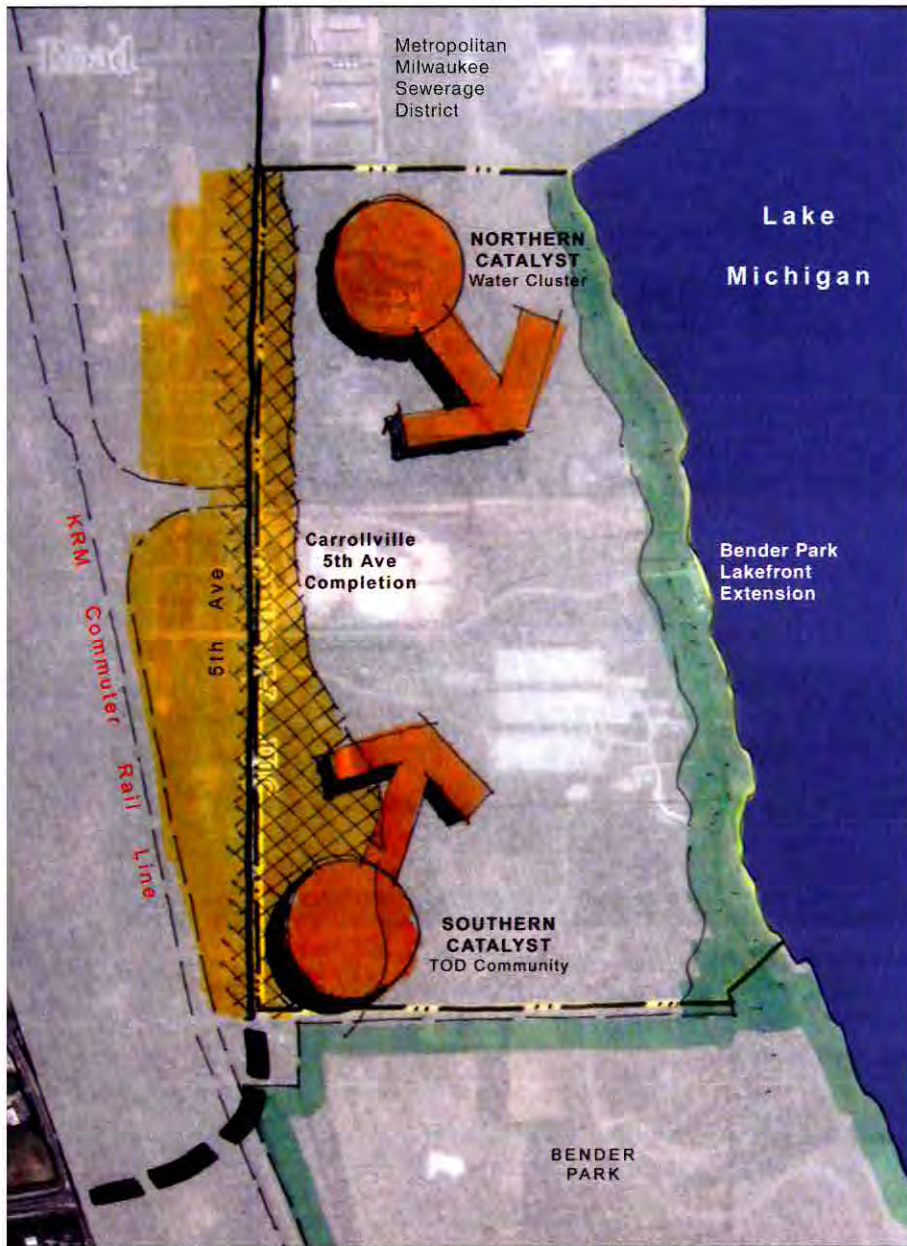 Road
Metropolitan
Milwaukee
Sewerage
District
Lake
Michigan
NORTHERN
CATALYST
Water Cluster
Carrollville
5th Ave
Completion
Bender Park
Lakefront
Extension
5th Ave
KRM Commuter Rail Line
SOUTHERN
CATALYST
TOD Community
BENDER
PARK